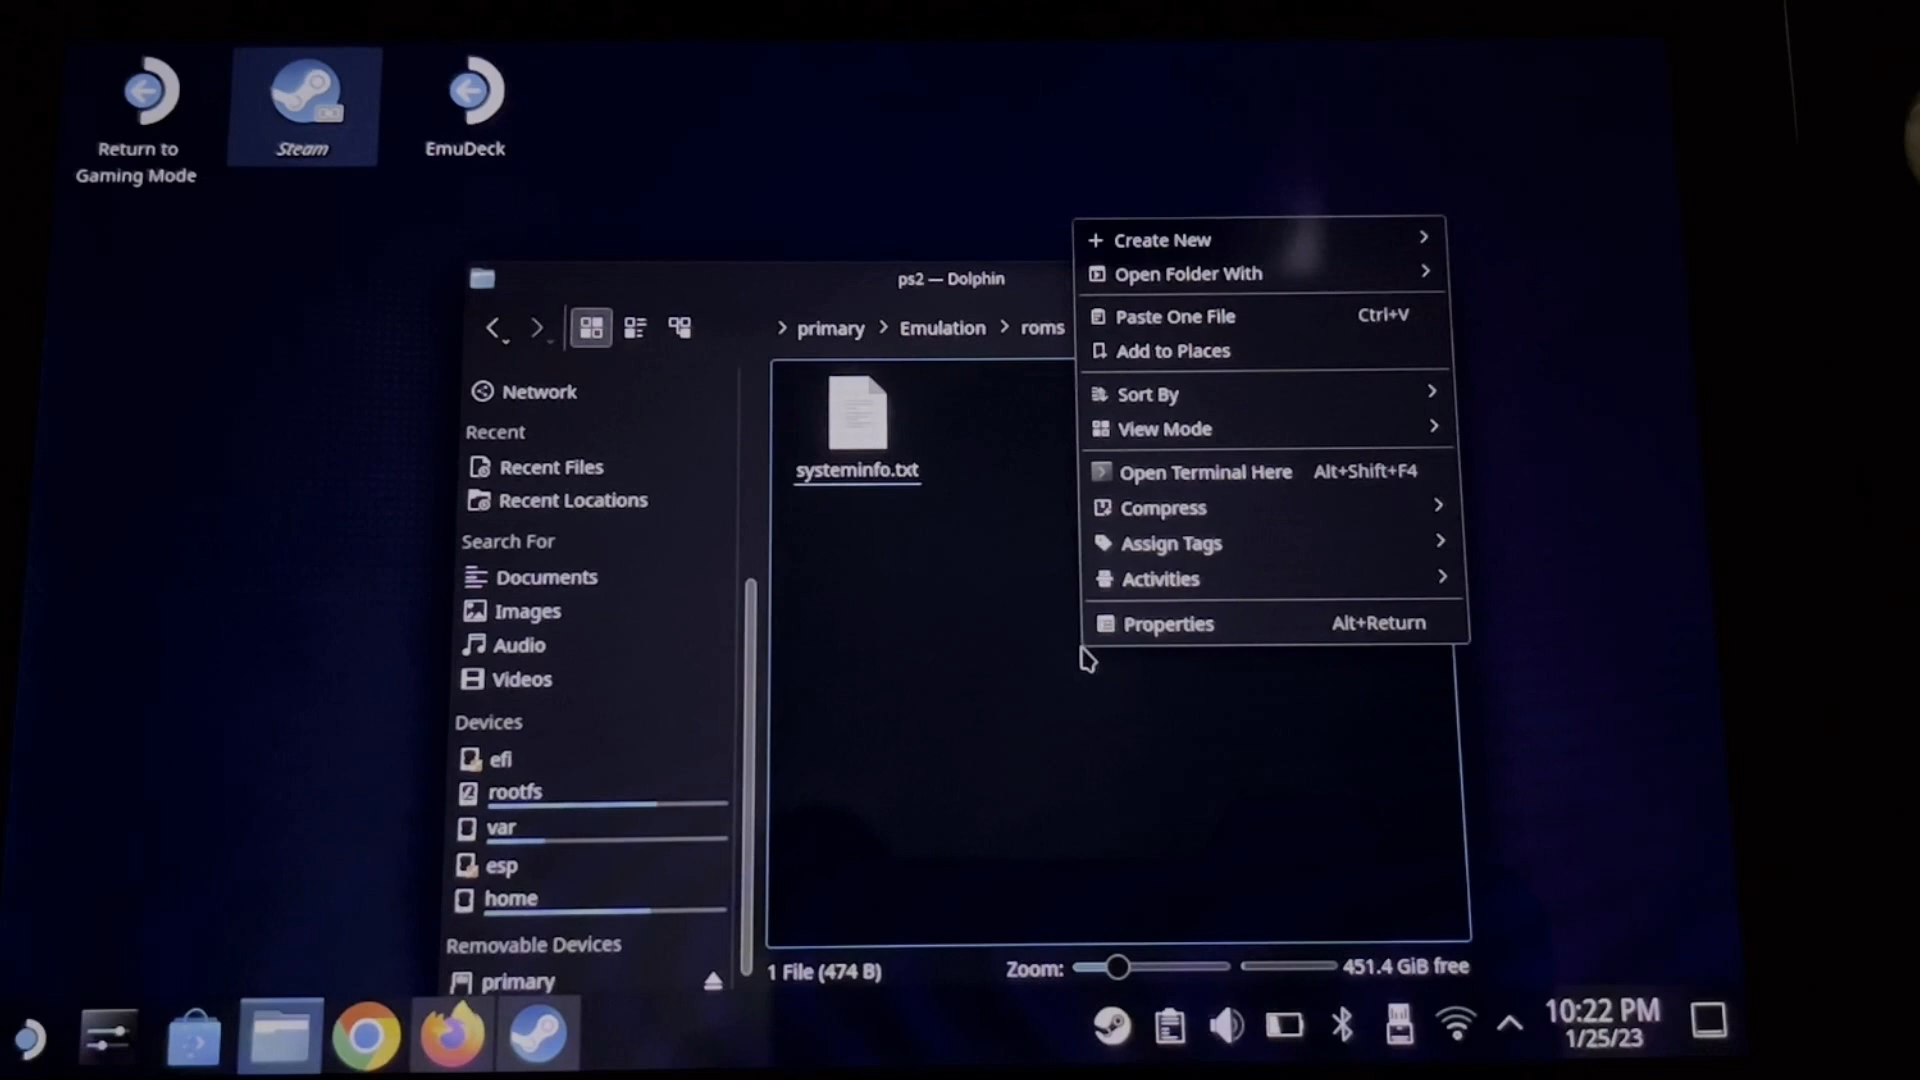 Return to
Gaming Mode
Steam
EmuDeck
ps2 — Dolphin
primary
Emulation
roms
Network
Recent
Recent Files
Recent Locations
Search For
Documents
Images
Audio
Videos
Devices
efi
rootfs
var
esp
home
Removable Devices
primary
systeminfo.txt
Create New
Open Folder With
Paste One File Ctrl+V
Add to Places
Sort By
View Mode
Open Terminal Here Alt+Shift+F4
Compress
Assign Tags
Activities
Properties Alt+Return
1 File (474 B)
Zoom:
451.4 GiB free
10:22 PM
1/25/23